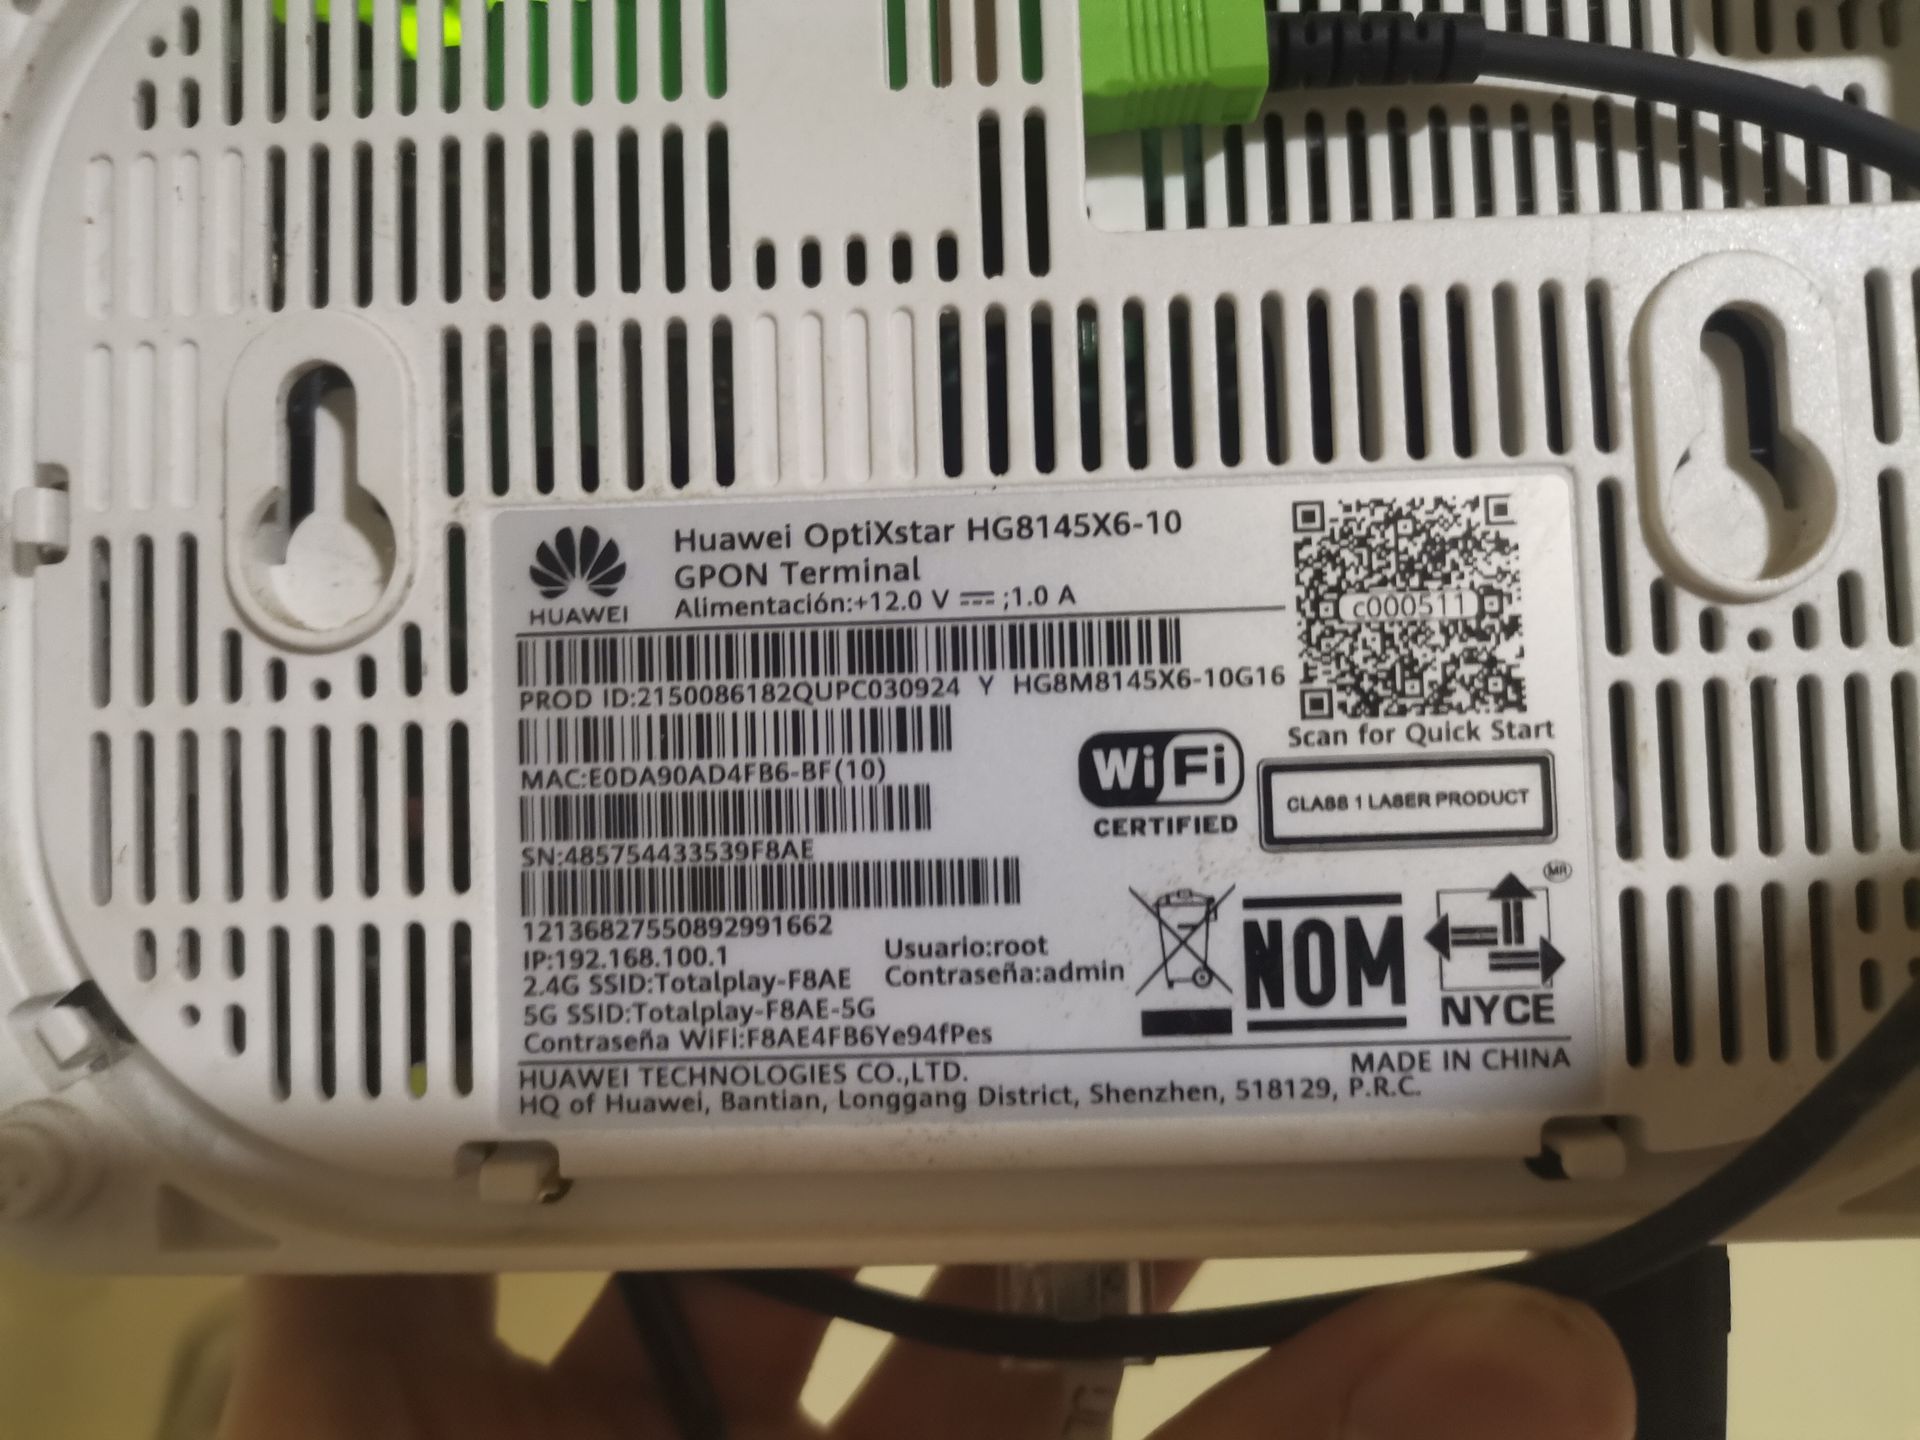 Huawei OptiXstar HG8145X6-10
GPON Terminal
Alimentación:+12.0 V ;1.0 A
HUAWEI
c000511
PROD ID:2150086182QUPC030924 Y HG8M8145X6-10G16
Scan for Quick Start
MAC:E0DA90AD4FB6-BF(10)
WiFi
CERTIFIED
CLASS 1 LASER PRODUCT
SN:485754433539F8AE
MR
12136827550892991662
IP:192.168.100.1
Usuario:root
2.4G SSID:Totalplay-F8AE
Contraseña:admin
5G SSID:Totalplay-F8AE-5G
Contraseña WiFi:F8AE4FB6Ye94fPes
NOM
NYCE
MADE IN CHINA
HUAWEI TECHNOLOGIES CO.,LTD.
HQ of Huawei, Bantian, Longgang District, Shenzhen, 518129, P.R.C.